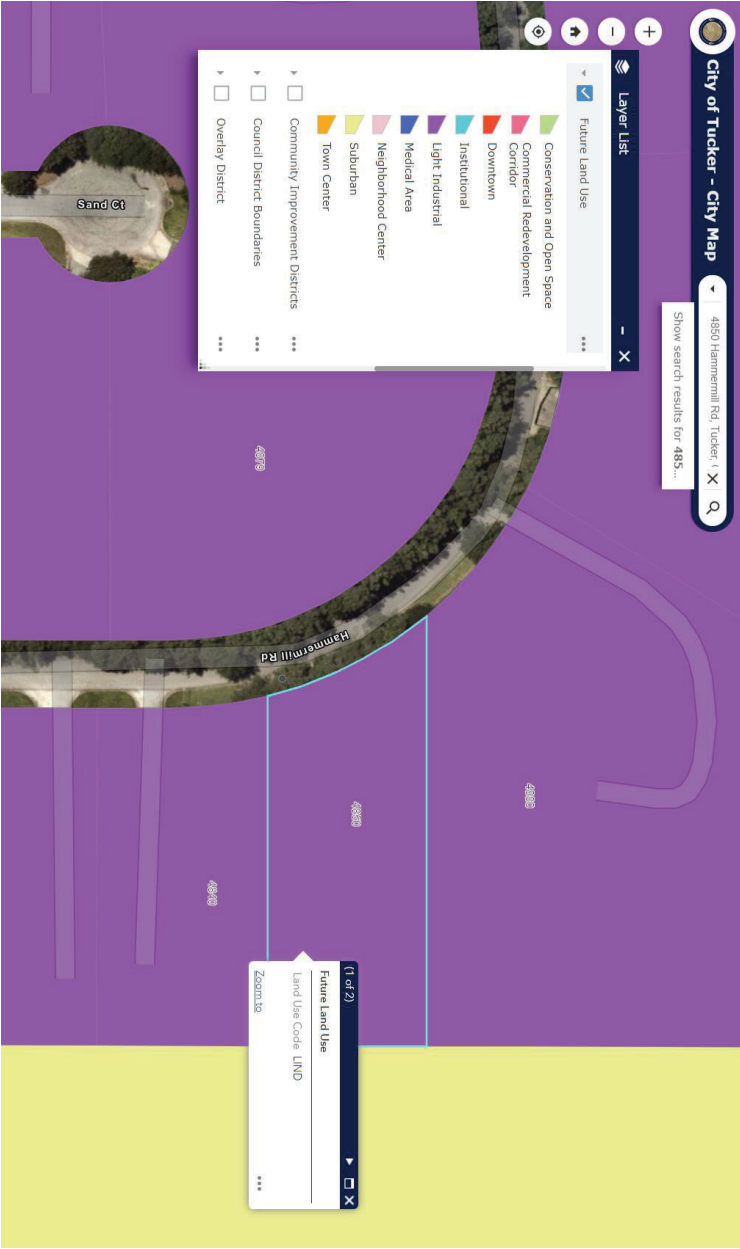 City of Tucker - City Map
4850 Hammermill Rd, Tucker, (
Show search results for 485...
Layer List
Future Land Use
Conservation and Open Space
Commercial Redevelopment
Corridor
Downtown
Institutional
Light Industrial
Medical Area
Neighborhood Center
Suburban
Town Center
Community Improvement Districts
Council District Boundaries
Overlay District
Sand Ct
Hammermill Rd
4850
4840
(1 of 2)
Future Land Use
Land Use Code LIND
Zoom to